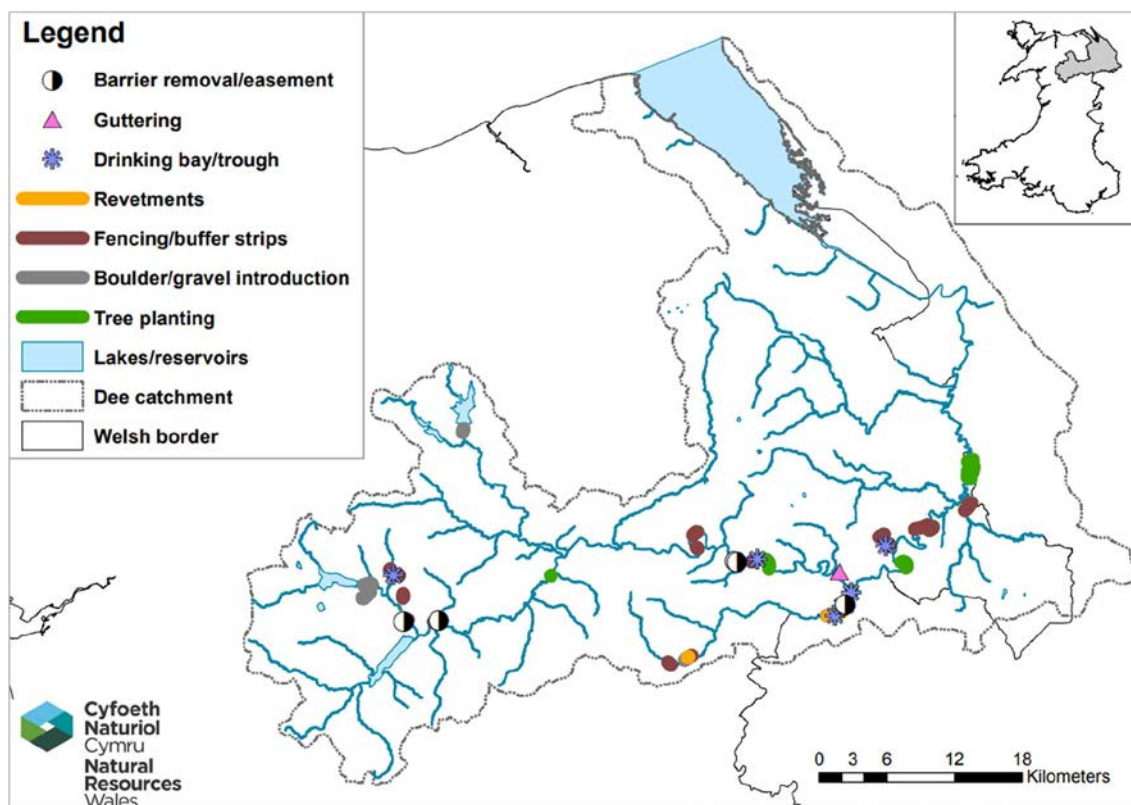 Legend
Barrier removal/easement
Guttering
Drinking bay/trough
Revetments
Fencing/buffer strips
Boulder/gravel introduction
Tree planting
Lakes/reservoirs
Dee catchment
Welsh border
Cyfoeth
Naturiol
Cymru
Natural
Resources
Wales
0 3 6 12 18
Kilometers